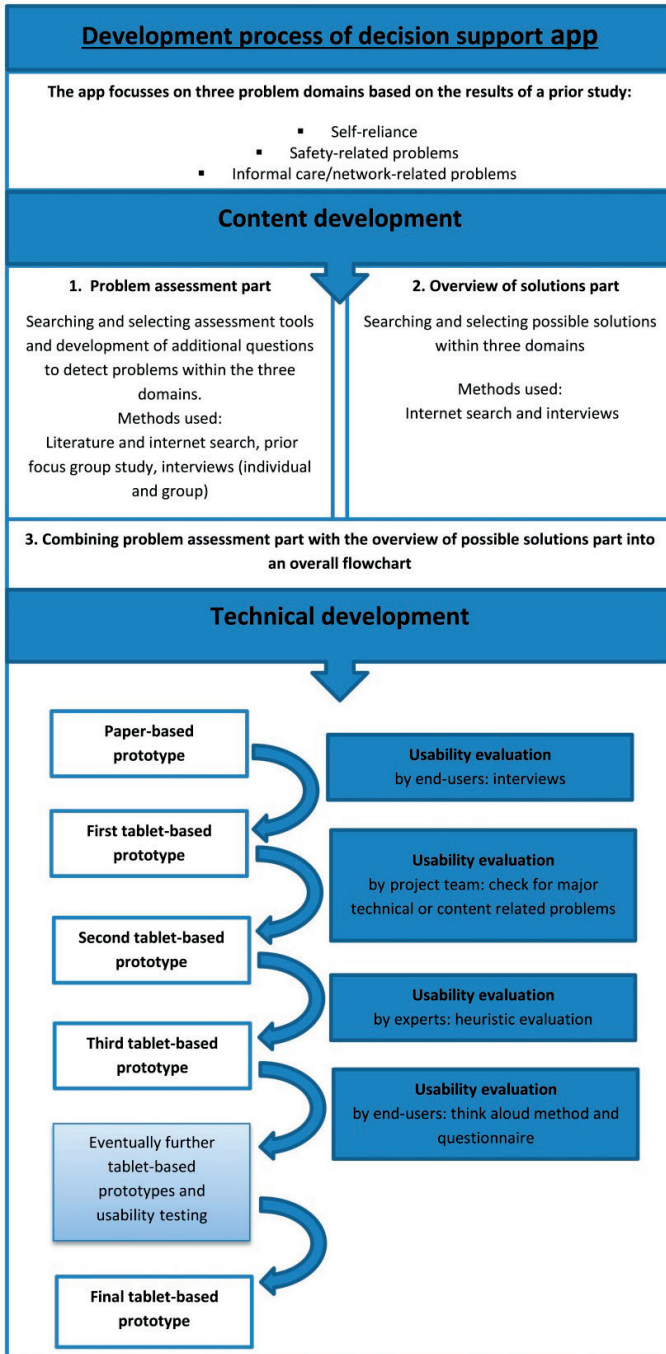 Development process of decision support app
The app focusses on three problem domains based on the results of a prior study:
▪ Self-reliance
▪ Safety-related problems
▪ Informal care/network-related problems
Content development
1. Problem assessment part
Searching and selecting assessment tools
and development of additional questions
to detect problems within the three
domains.
Methods used:
Literature and internet search, prior
focus group study, interviews (individual
and group)
2. Overview of solutions part
Searching and selecting possible solutions
within three domains
Methods used:
Internet search and interviews
3. Combining problem assessment part with the overview of possible solutions part into
an overall flowchart
Technical development
Paper-based
prototype
Usability evaluation
by end-users: interviews
First tablet-based
prototype
Usability evaluation
by project team: check for major
technical or content related problems
Second tablet-based
prototype
Usability evaluation
by experts: heuristic evaluation
Third tablet-based
prototype
Usability evaluation
by end-users: think aloud method and
questionnaire
Eventually further
tablet-based
prototypes and
usability testing
Final tablet-based
prototype